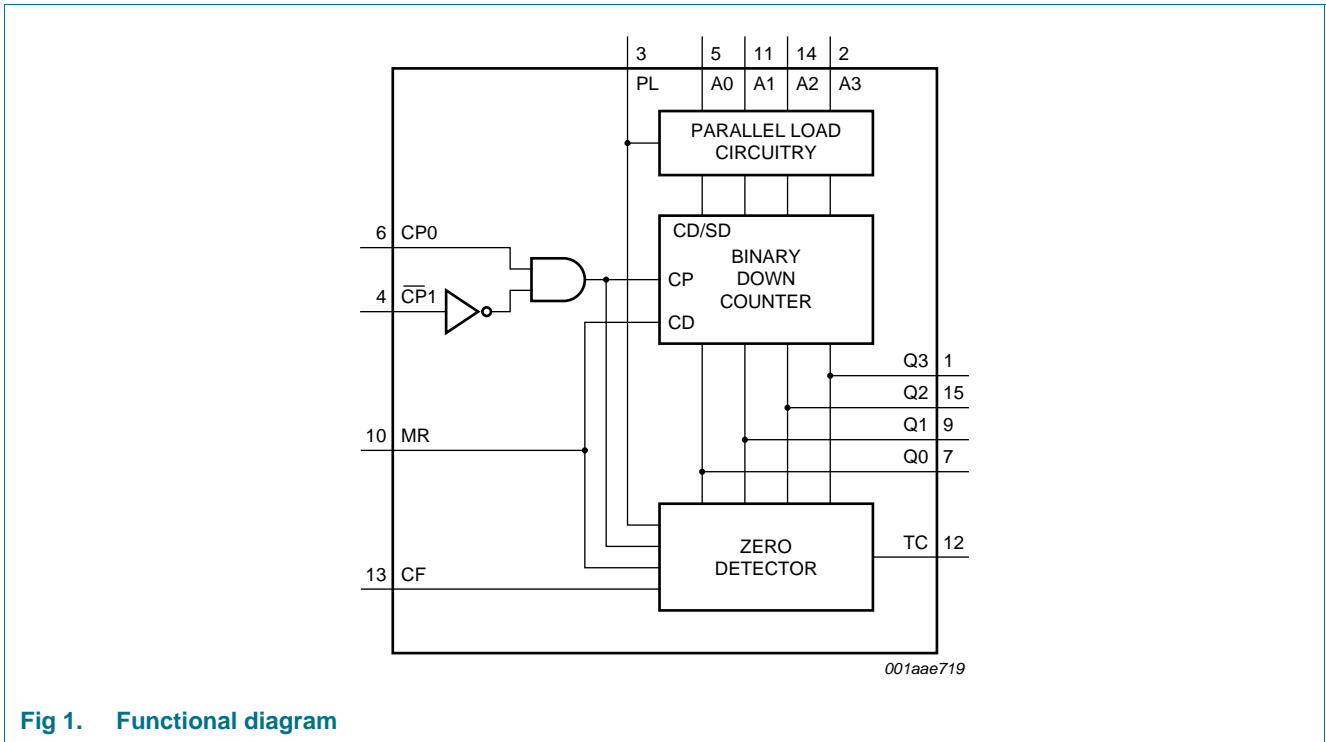 3 5 11 14 2
PL A0 A1 A2 A3
PARALLEL LOAD
CIRCUITRY
6 CP0
4 C̅P̅1
CD/SD
BINARY
DOWN
COUNTER
CP
CD
Q3 1
Q2 15
Q1 9
Q0 7
10 MR
13 CF
ZERO
DETECTOR
TC 12
001aae719
Fig 1. Functional diagram